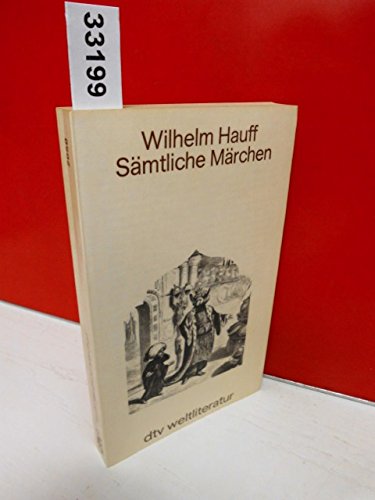 33199
Wilhelm Hauff
Sämtliche Märchen
dtv weltliteratur